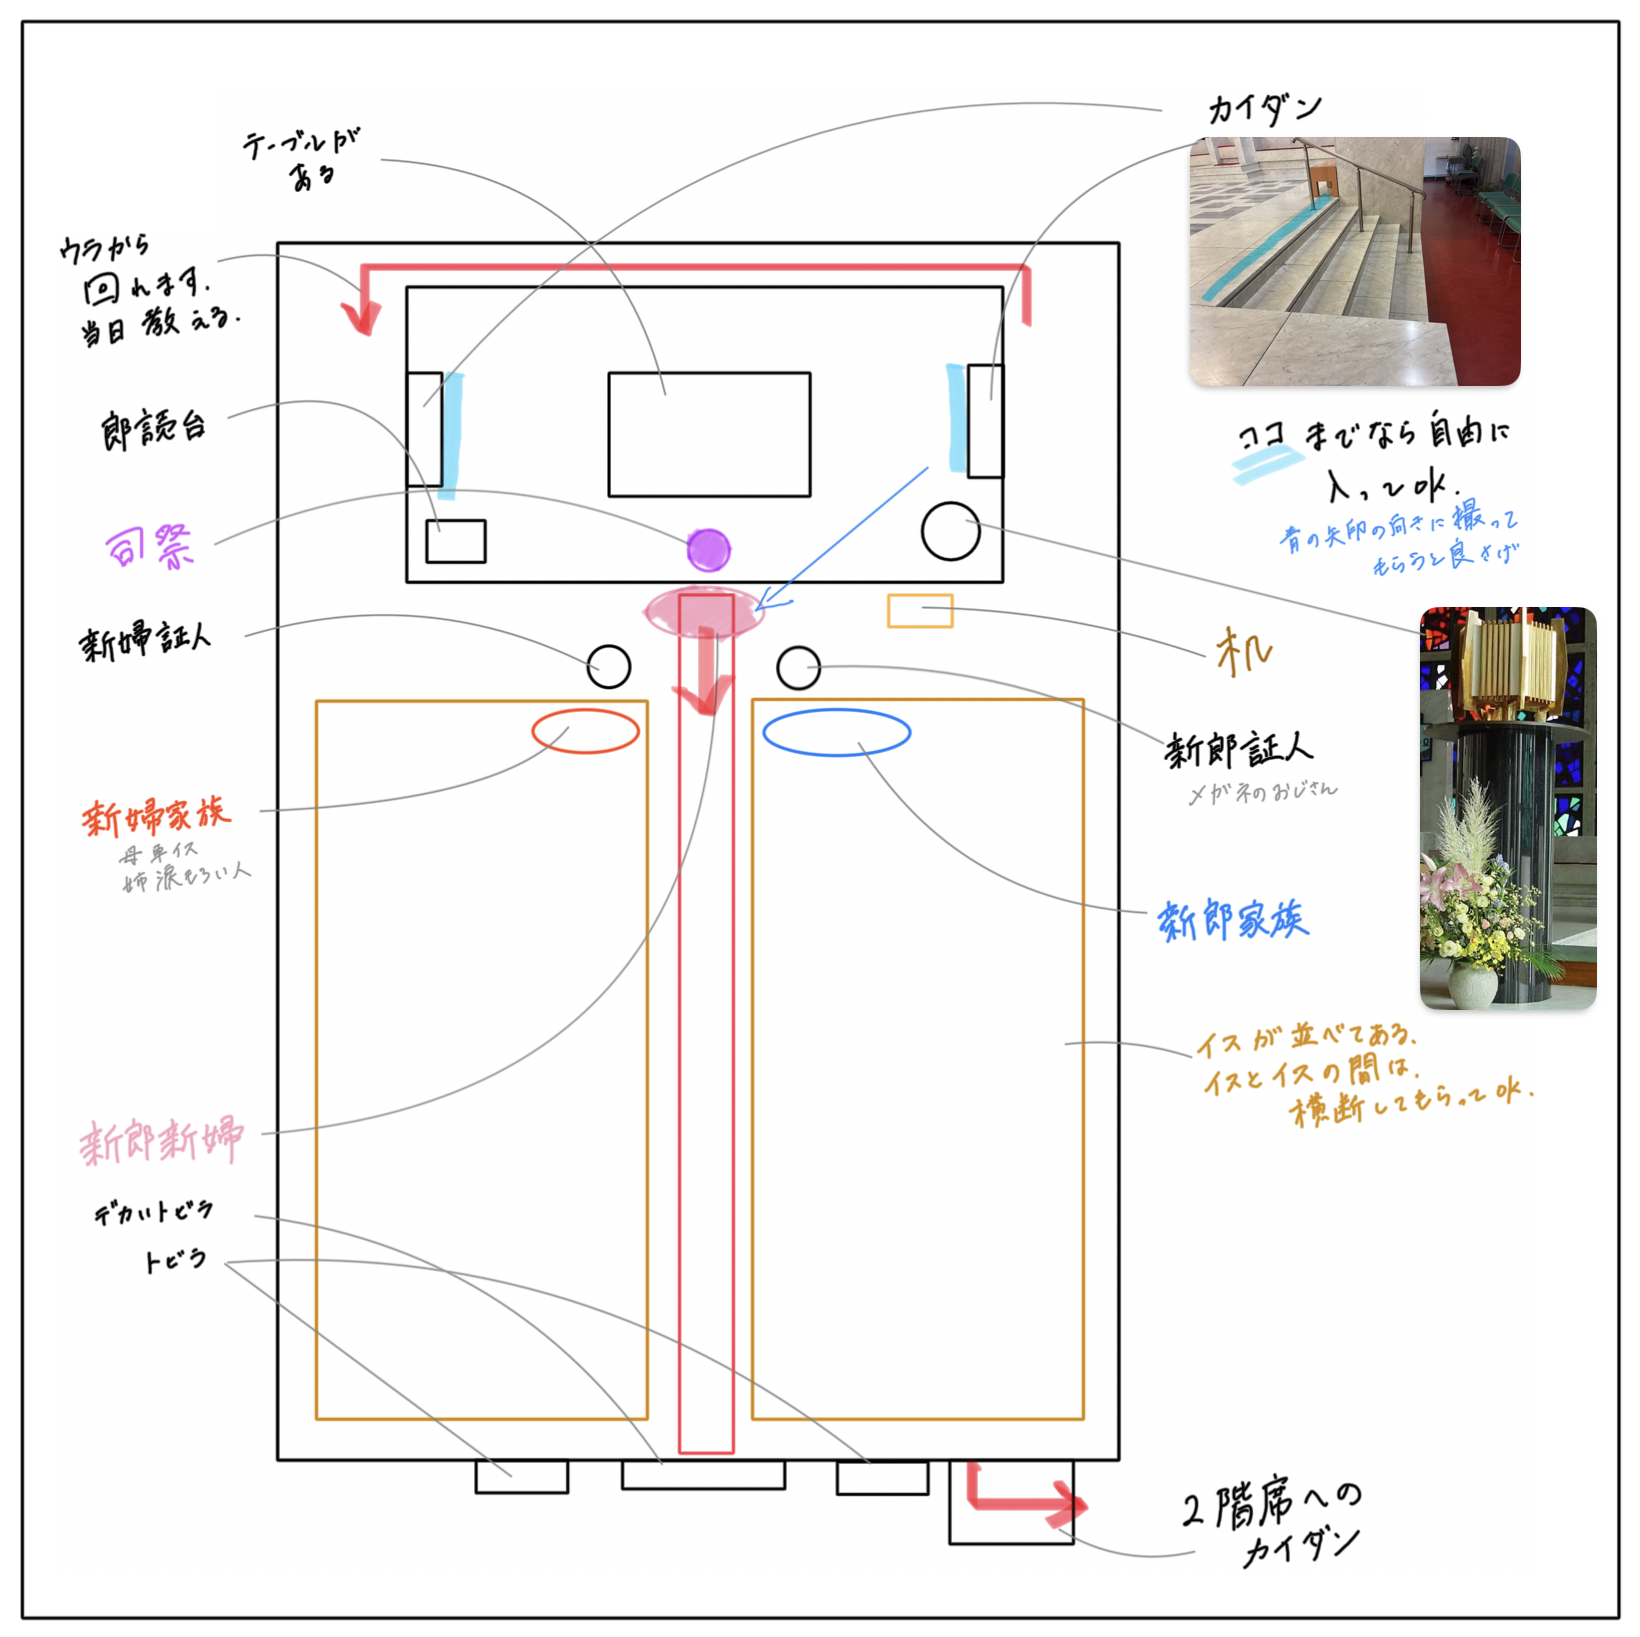 カイダン
テーブルが
ある
ウラから
回れます.
当日 教える.
郎読台
ココ までなら 自由に
入ってOK.
青の矢印の向きに撮って
もらうと良さげ
司祭
新婦証人
机
新郎証人
メガネのおじさん
新婦家族
母 車イス
姉 涙もろい人
新郎家族
イスが並べてある.
イスとイスの間は.
横断してもらってOK.
新郎新婦
デカいトビラ
トビラ
2階席への
カイダン